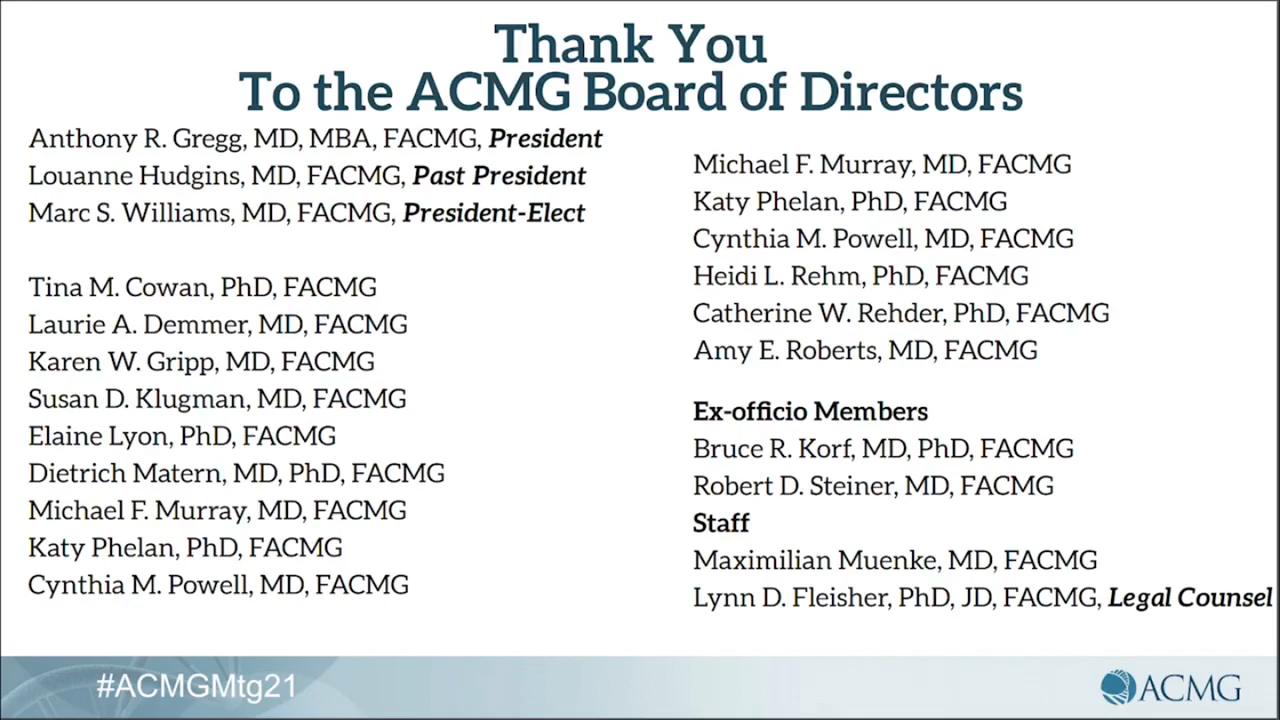 Thank You
To the ACMG Board of Directors
Anthony R. Gregg, MD, MBA, FACMG, President
Louanne Hudgins, MD, FACMG, Past President
Marc S. Williams, MD, FACMG, President-Elect
Tina M. Cowan, PhD, FACMG
Laurie A. Demmer, MD, FACMG
Karen W. Gripp, MD, FACMG
Susan D. Klugman, MD, FACMG
Elaine Lyon, PhD, FACMG
Dietrich Matern, MD, PhD, FACMG
Michael F. Murray, MD, FACMG
Katy Phelan, PhD, FACMG
Cynthia M. Powell, MD, FACMG
Michael F. Murray, MD, FACMG
Katy Phelan, PhD, FACMG
Cynthia M. Powell, MD, FACMG
Heidi L. Rehm, PhD, FACMG
Catherine W. Rehder, PhD, FACMG
Amy E. Roberts, MD, FACMG
Ex-officio Members
Bruce R. Korf, MD, PhD, FACMG
Robert D. Steiner, MD, FACMG
Staff
Maximilian Muenke, MD, FACMG
Lynn D. Fleisher, PhD, JD, FACMG, Legal Counsel
#ACMGMtg21
ACMG